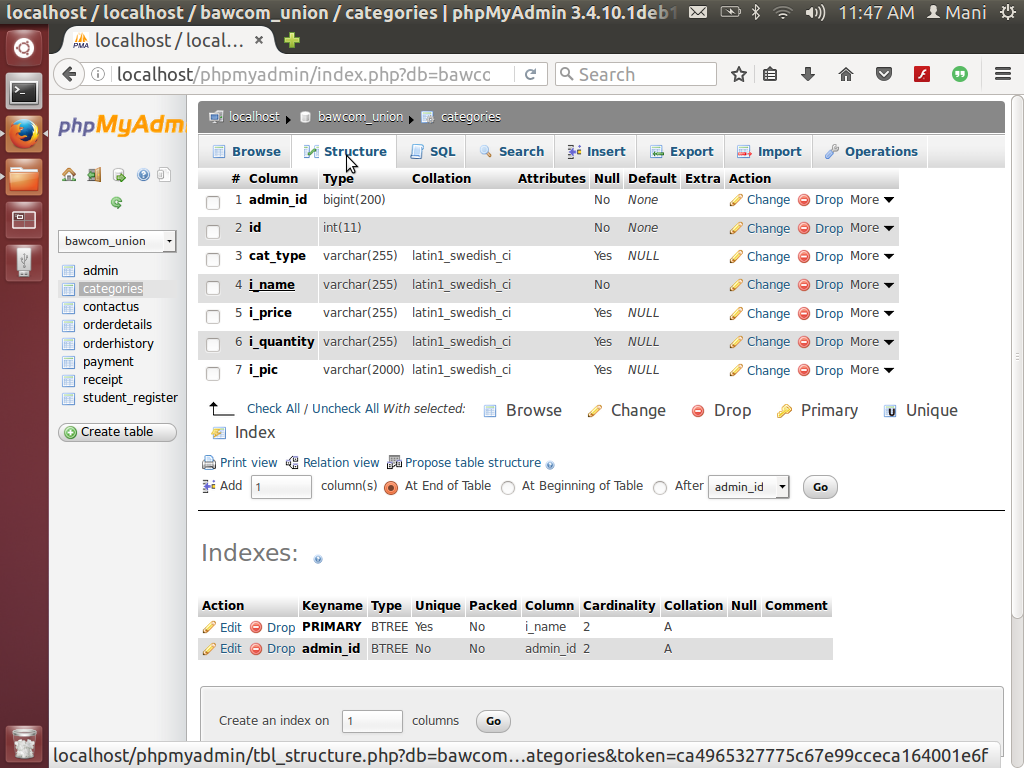 localhost / localhost / bawcom_union / categories | phpMyAdmin 3.4.10.1deb1 11:47 AM Mani
PMA localhost / local... ×
localhost/phpmyadmin/index.php?db=bawco Search
phpMyAdm
localhost ▸ bawcom_union ▸ categories
Browse Structure SQL Search Insert Export Import Operations
# Column Type Collation Attributes Null Default Extra Action
1 admin_id bigint(200) No None Change Drop More
2 id int(11) No None Change Drop More
3 cat_type varchar(255) latin1_swedish_ci Yes NULL Change Drop More
4 i_name varchar(255) latin1_swedish_ci No Change Drop More
5 i_price varchar(255) latin1_swedish_ci Yes NULL Change Drop More
6 i_quantity varchar(255) latin1_swedish_ci Yes NULL Change Drop More
7 i_pic varchar(2000) latin1_swedish_ci Yes NULL Change Drop More
bawcom_union
admin
categories
contactus
orderdetails
orderhistory
payment
receipt
student_register
Create table
Check All / Uncheck All With selected: Browse Change Drop Primary Unique
Index
Print view Relation view Propose table structure
Add 1 column(s) At End of Table At Beginning of Table After admin_id Go
Indexes:
Action Keyname Type Unique Packed Column Cardinality Collation Null Comment
Edit Drop PRIMARY BTREE Yes No i_name 2 A
Edit Drop admin_id BTREE No No admin_id 2 A
Create an index on 1 columns Go
localhost/phpmyadmin/tbl_structure.php?db=bawcom...ategories&token=ca4965327775c67e99cceca164001e6f